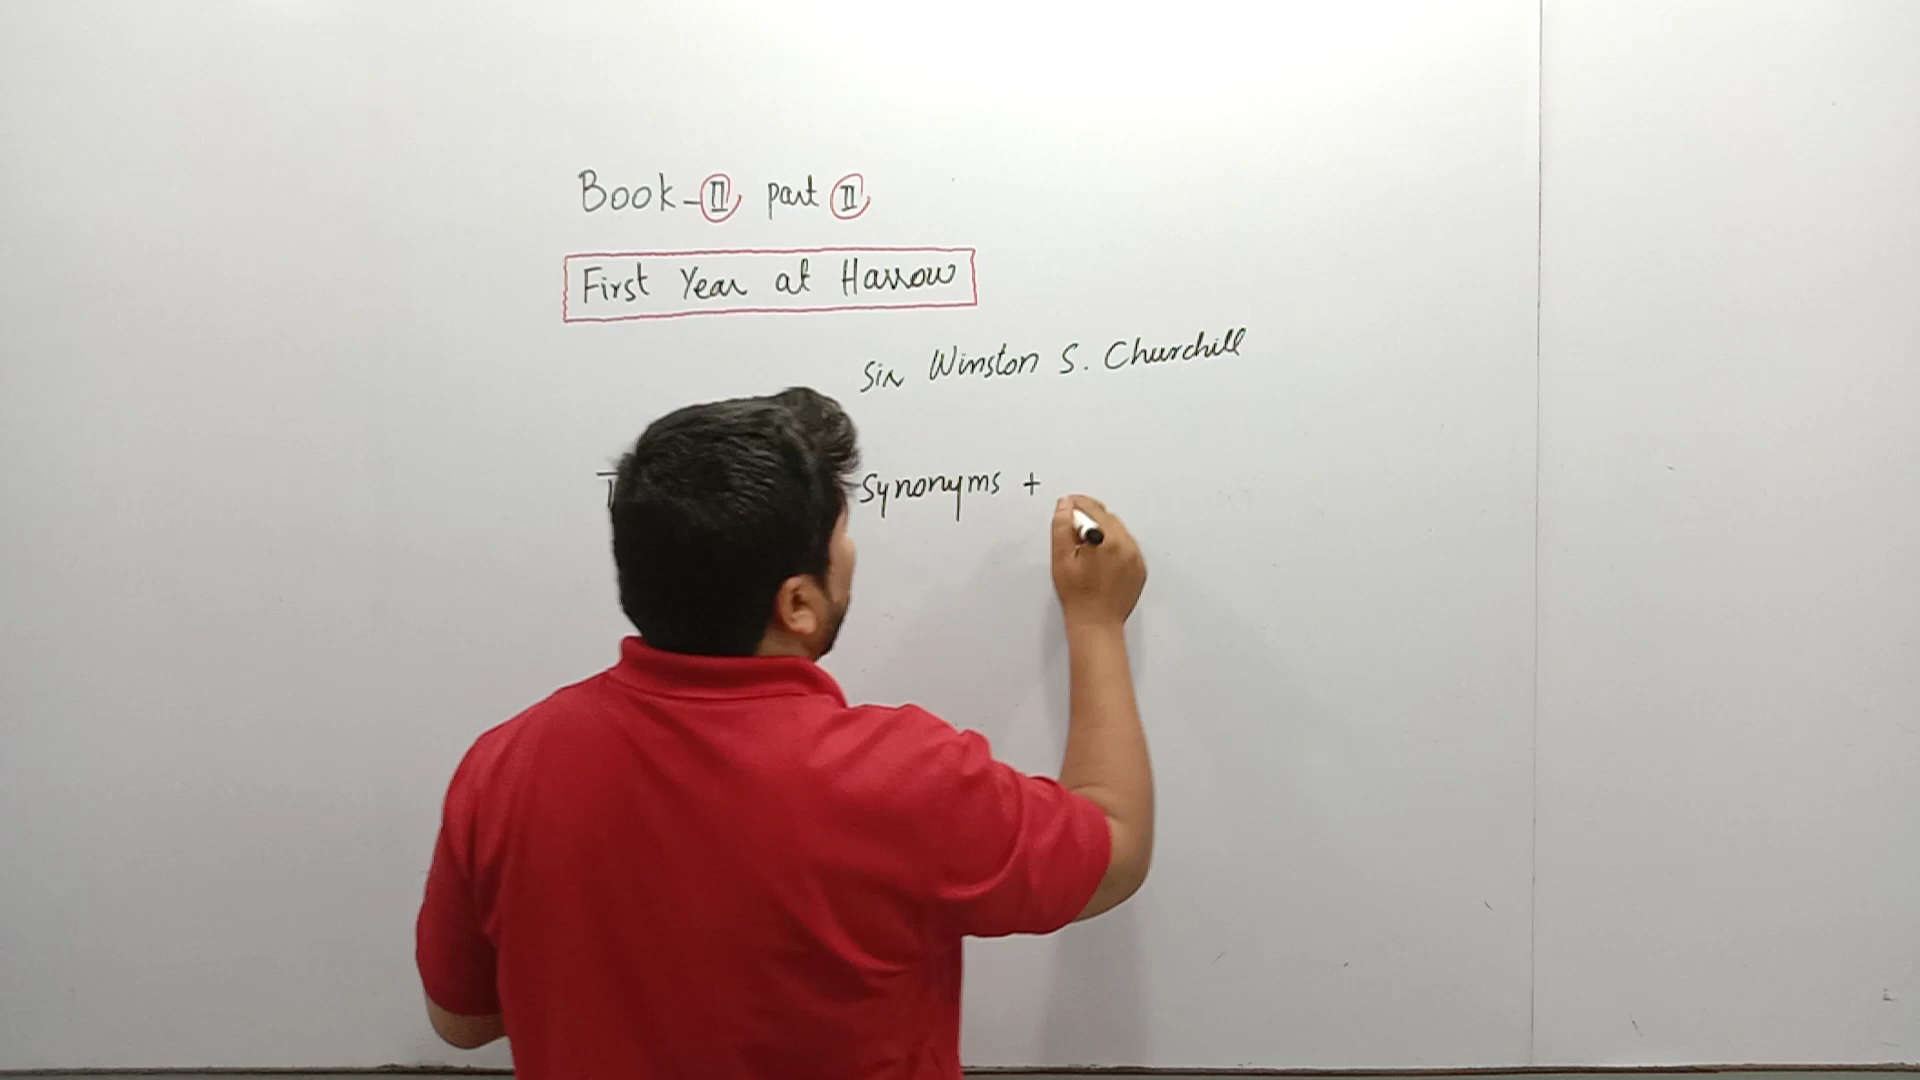 Book-II part II
First Year at Harrow
Sir Winston S. Churchill
Synonyms +